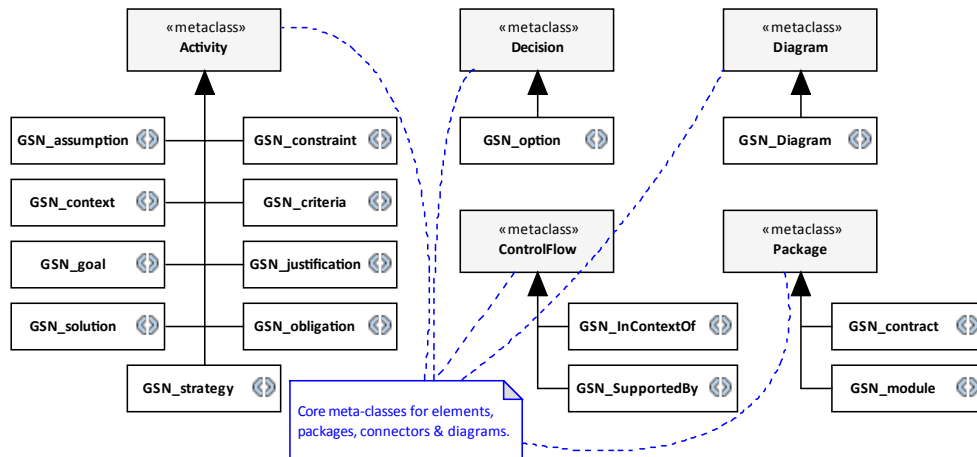 «metaclass»
Activity
«metaclass»
Decision
«metaclass»
Diagram
GSN_assumption
GSN_constraint
GSN_option
GSN_Diagram
GSN_context
GSN_criteria
«metaclass»
ControlFlow
«metaclass»
Package
GSN_goal
GSN_justification
GSN_solution
GSN_obligation
GSN_InContextOf
GSN_contract
GSN_strategy
GSN_SupportedBy
GSN_module
Core meta-classes for elements,
packages, connectors & diagrams.